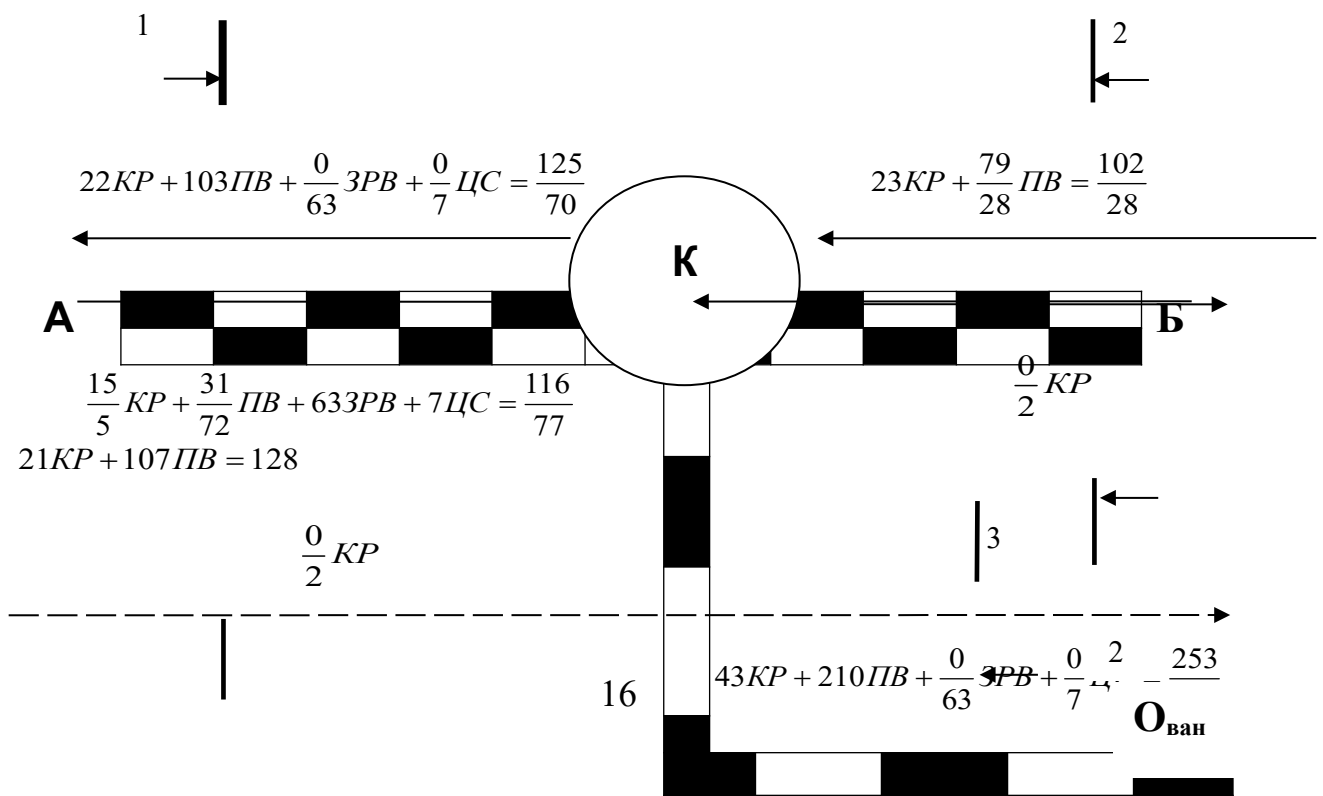 1
2
22КР + 103ПВ + 0/63 ЗРВ + 0/7 ЦС = 125/70
23КР + 79/28 ПВ = 102/28
К
А
Б
0/2 КР
15/5 КР + 31/72 ПВ + 63ЗРВ + 7ЦС = 116/77
21КР + 107ПВ = 128
0/2 КР
3
2
16
43КР + 210ПВ + 0/63 ЗРВ + 0/7 = 253
Oван